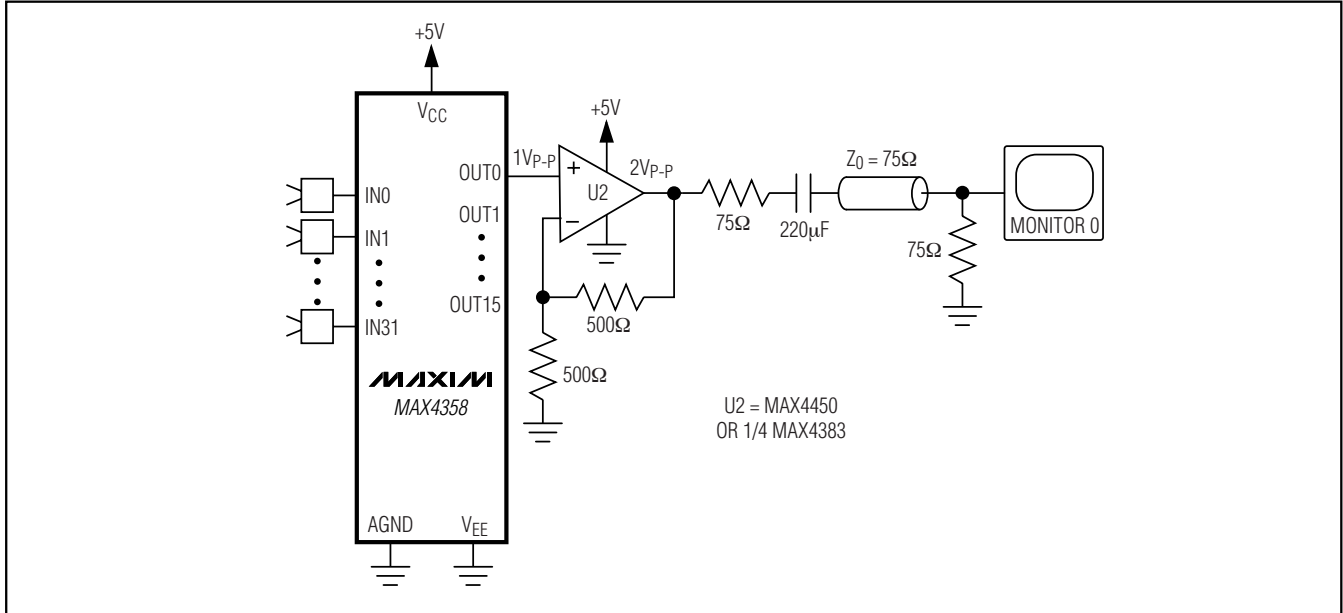 +5V
VCC
+5V
OUT0
1VP-P
+
U2
−
2VP-P
75Ω
220µF
Z0 = 75Ω
75Ω
MONITOR 0
IN0
IN1
IN31
OUT1
OUT15
500Ω
500Ω
MAXIM
MAX4358
U2 = MAX4450
OR 1/4 MAX4383
AGND
VEE